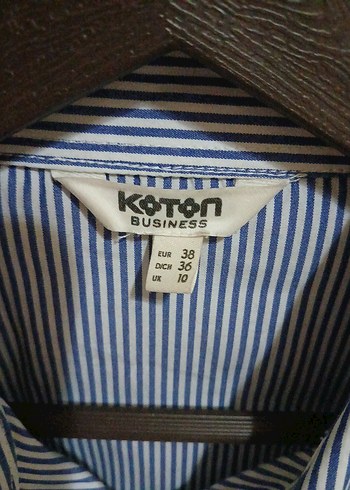 KOTON
BUSINESS
EUR 38
D/CH 36
UK 10